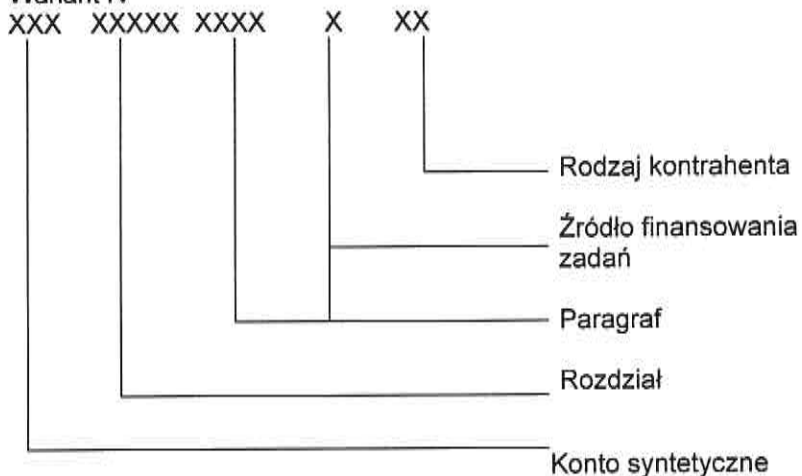 XXX XXXXX XXXX X XX
Rodzaj kontrahenta
Źródło finansowania
zadań
Paragraf
Rozdział
Konto syntetyczne